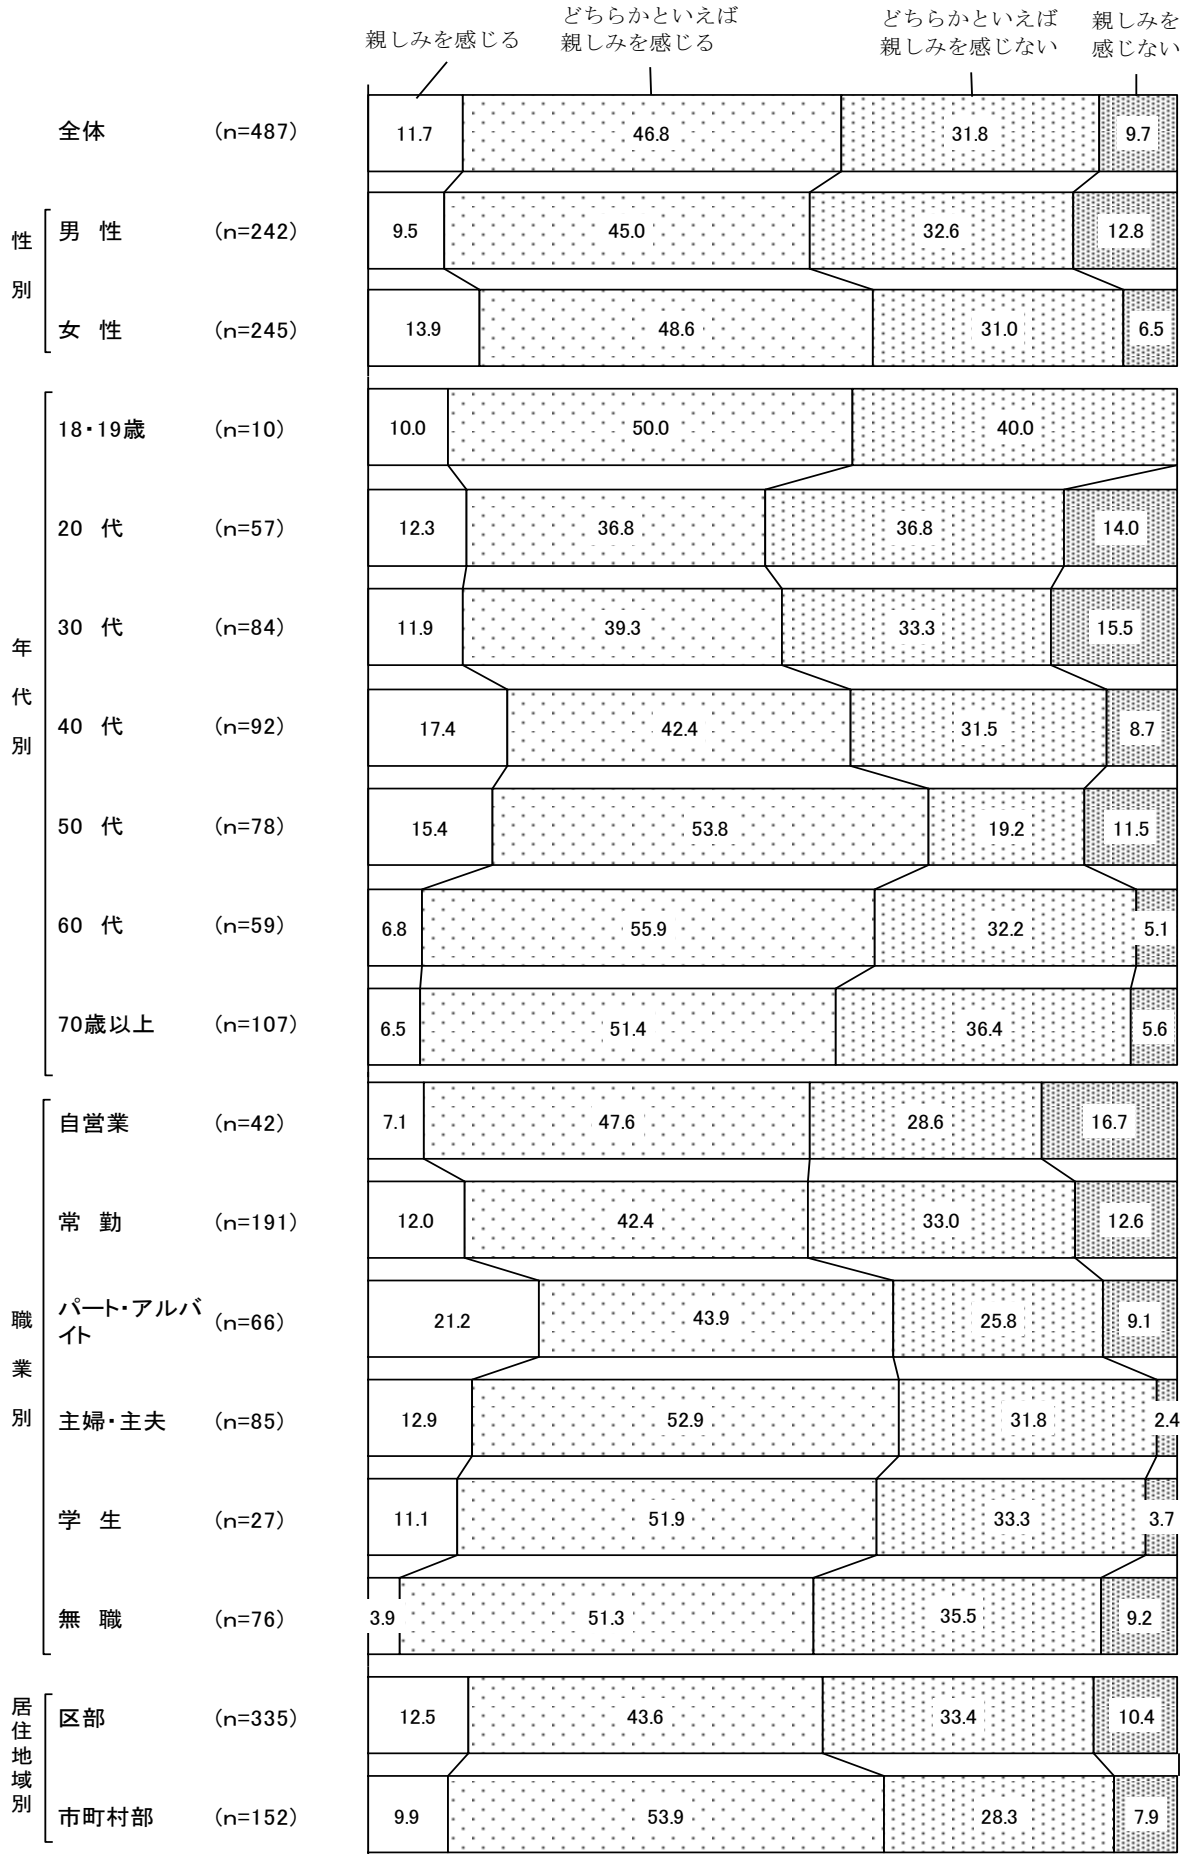 親しみを感じる
どちらかといえば
親しみを感じる
どちらかといえば
親しみを感じない
親しみを
感じない
全体 (n=487) 11.7 46.8 31.8 9.7
性別
男 性 (n=242) 9.5 45.0 32.6 12.8
女 性 (n=245) 13.9 48.6 31.0 6.5
年代別
18・19歳 (n=10) 10.0 50.0 40.0
20 代 (n=57) 12.3 36.8 36.8 14.0
30 代 (n=84) 11.9 39.3 33.3 15.5
40 代 (n=92) 17.4 42.4 31.5 8.7
50 代 (n=78) 15.4 53.8 19.2 11.5
60 代 (n=59) 6.8 55.9 32.2 5.1
70歳以上 (n=107) 6.5 51.4 36.4 5.6
職業別
自営業 (n=42) 7.1 47.6 28.6 16.7
常 勤 (n=191) 12.0 42.4 33.0 12.6
パート・アルバ
イト (n=66) 21.2 43.9 25.8 9.1
主婦・主夫 (n=85) 12.9 52.9 31.8 2.4
学 生 (n=27) 11.1 51.9 33.3 3.7
無 職 (n=76) 3.9 51.3 35.5 9.2
居住地域別
区部 (n=335) 12.5 43.6 33.4 10.4
市町村部 (n=152) 9.9 53.9 28.3 7.9